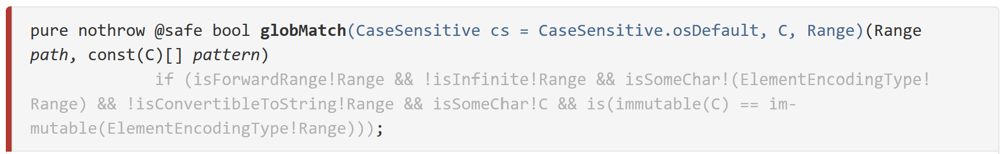 pure nothrow @safe bool globMatch(CaseSensitive cs = CaseSensitive.osDefault, C, Range)(Range
path, const(C)[] pattern)
if (isForwardRange!Range && !isInfinite!Range && isSomeChar!(ElementEncodingType!
Range) && !isConvertibleToString!Range && isSomeChar!C && is(immutable(C) == im-
mutable(ElementEncodingType!Range)));